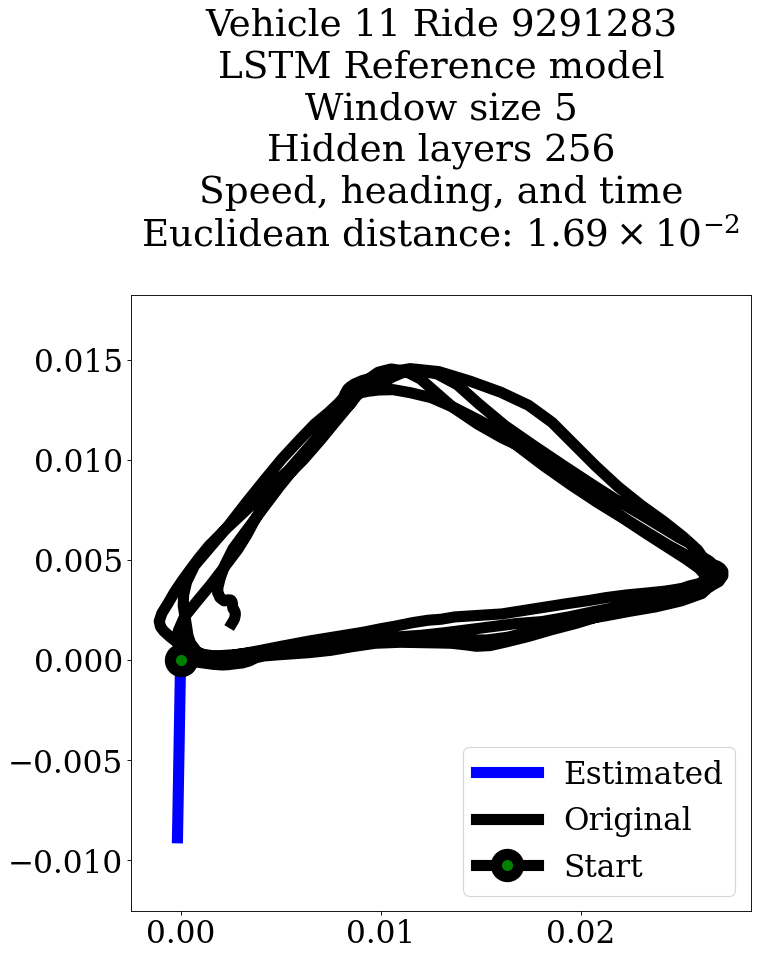 Vehicle 11 Ride 9291283
LSTM Reference model
Window size 5
Hidden layers 256
Speed, heading, and time
Euclidean distance: 1.69 × 10⁻²
0.015
0.010
0.005
0.000
−0.005
−0.010
0.00 0.01 0.02
Estimated
Original
Start